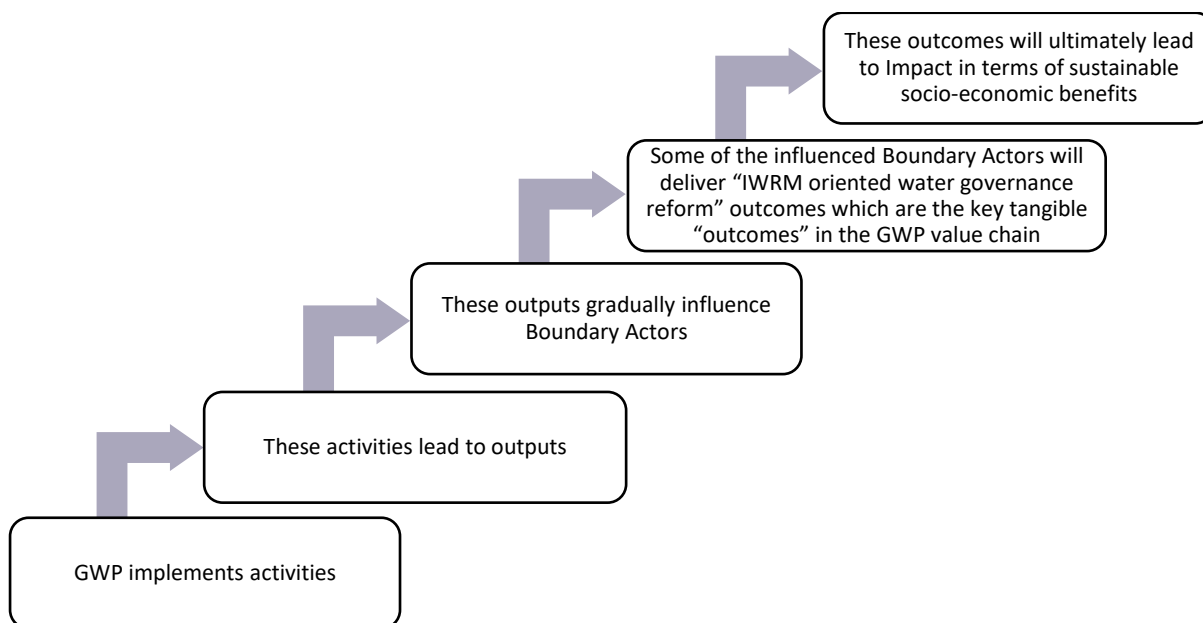 These outcomes will ultimately lead
to Impact in terms of sustainable
socio-economic benefits
Some of the influenced Boundary Actors will
deliver “IWRM oriented water governance
reform” outcomes which are the key tangible
“outcomes” in the GWP value chain
These outputs gradually influence
Boundary Actors
These activities lead to outputs
GWP implements activities